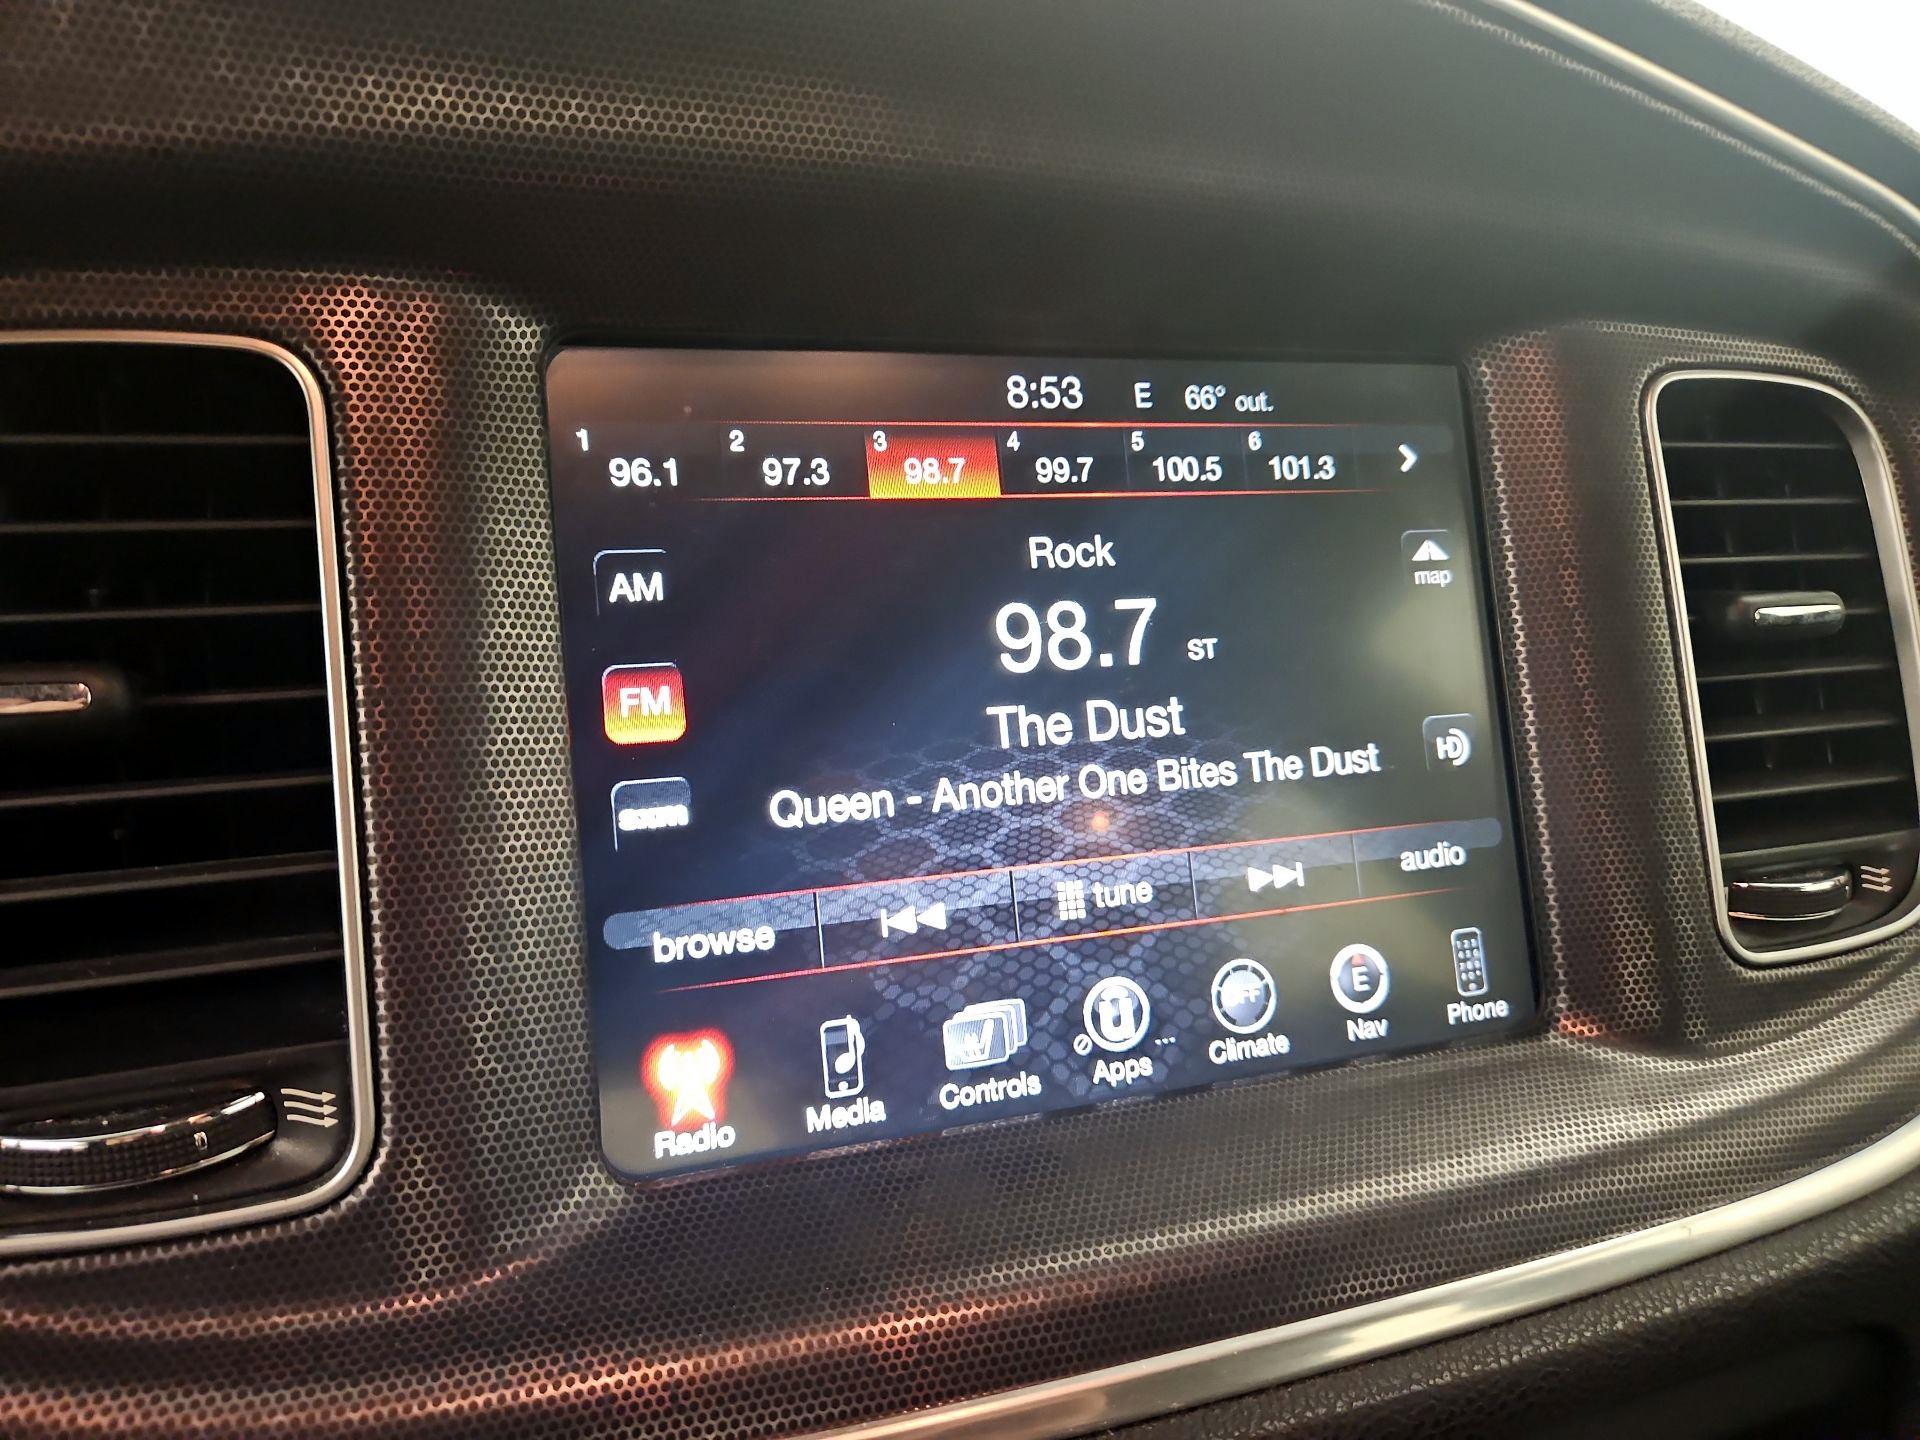 8:53 E 66° out.
1 2 3 4 5 6
96.1 97.3 98.7 99.7 100.5 101.3
Rock
AM
map
98.7 ST
FM
The Dust
HD
Queen - Another One Bites The Dust
browse tune audio
OFF E
Radio Media Controls Apps ... Climate Nav Phone